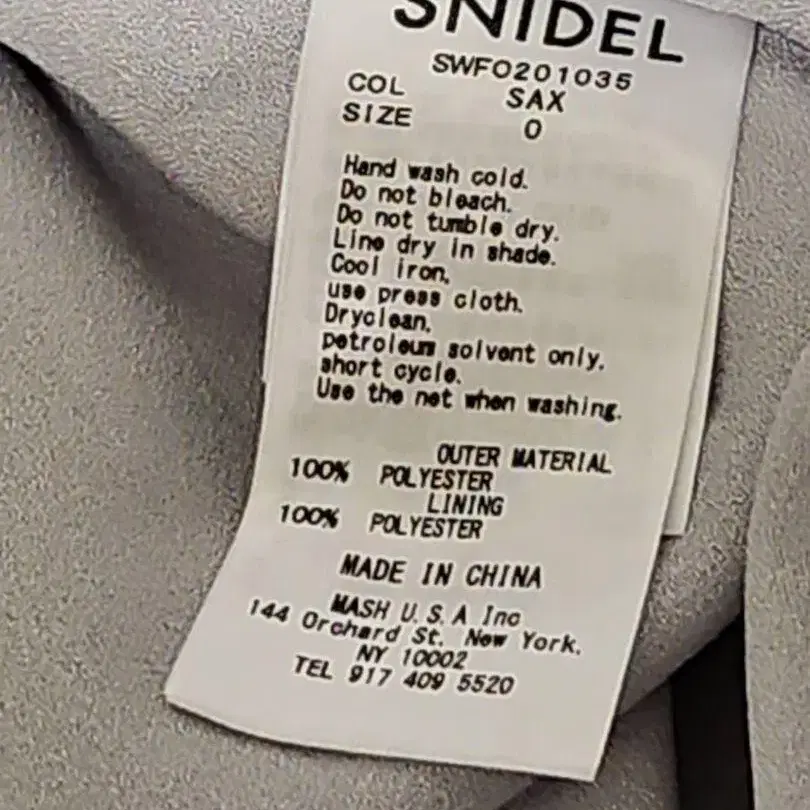 SNIDEL
SWFO201035
COL SAX
SIZE 0
Hand wash cold.
Do not bleach.
Do not tumble dry.
Line dry in shade.
Cool iron,
use press cloth.
Dryclean,
petroleum solvent only,
short cycle.
Use the net when washing.
OUTER MATERIAL
100% POLYESTER
LINING
100% POLYESTER
MADE IN CHINA
MASH U.S.A Inc
144 Orchard St. New York,
NY 10002
TEL 917 409 5520